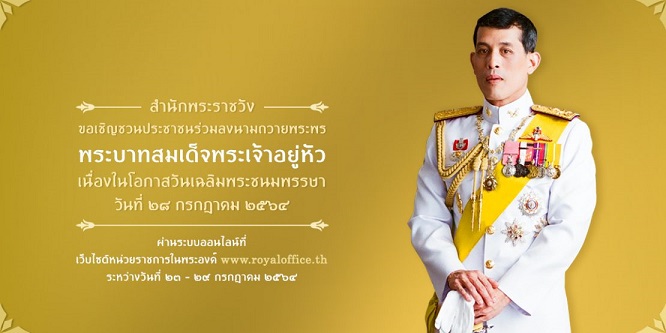 สำนักพระราชวัง
ขอเชิญชวนประชาชนร่วมลงนามถวายพระพร
พระบาทสมเด็จพระเจ้าอยู่หัว
เนื่องในโอกาสวันเฉลิมพระชนมพรรษา
วันที่ ๒๘ กรกฎาคม ๒๕๖๔
ผ่านระบบออนไลน์ที่
เว็บไซต์หน่วยราชการในพระองค์ www.royaloffice.th
ระหว่างวันที่ ๒๓ - ๒๙ กรกฎาคม ๒๕๖๔